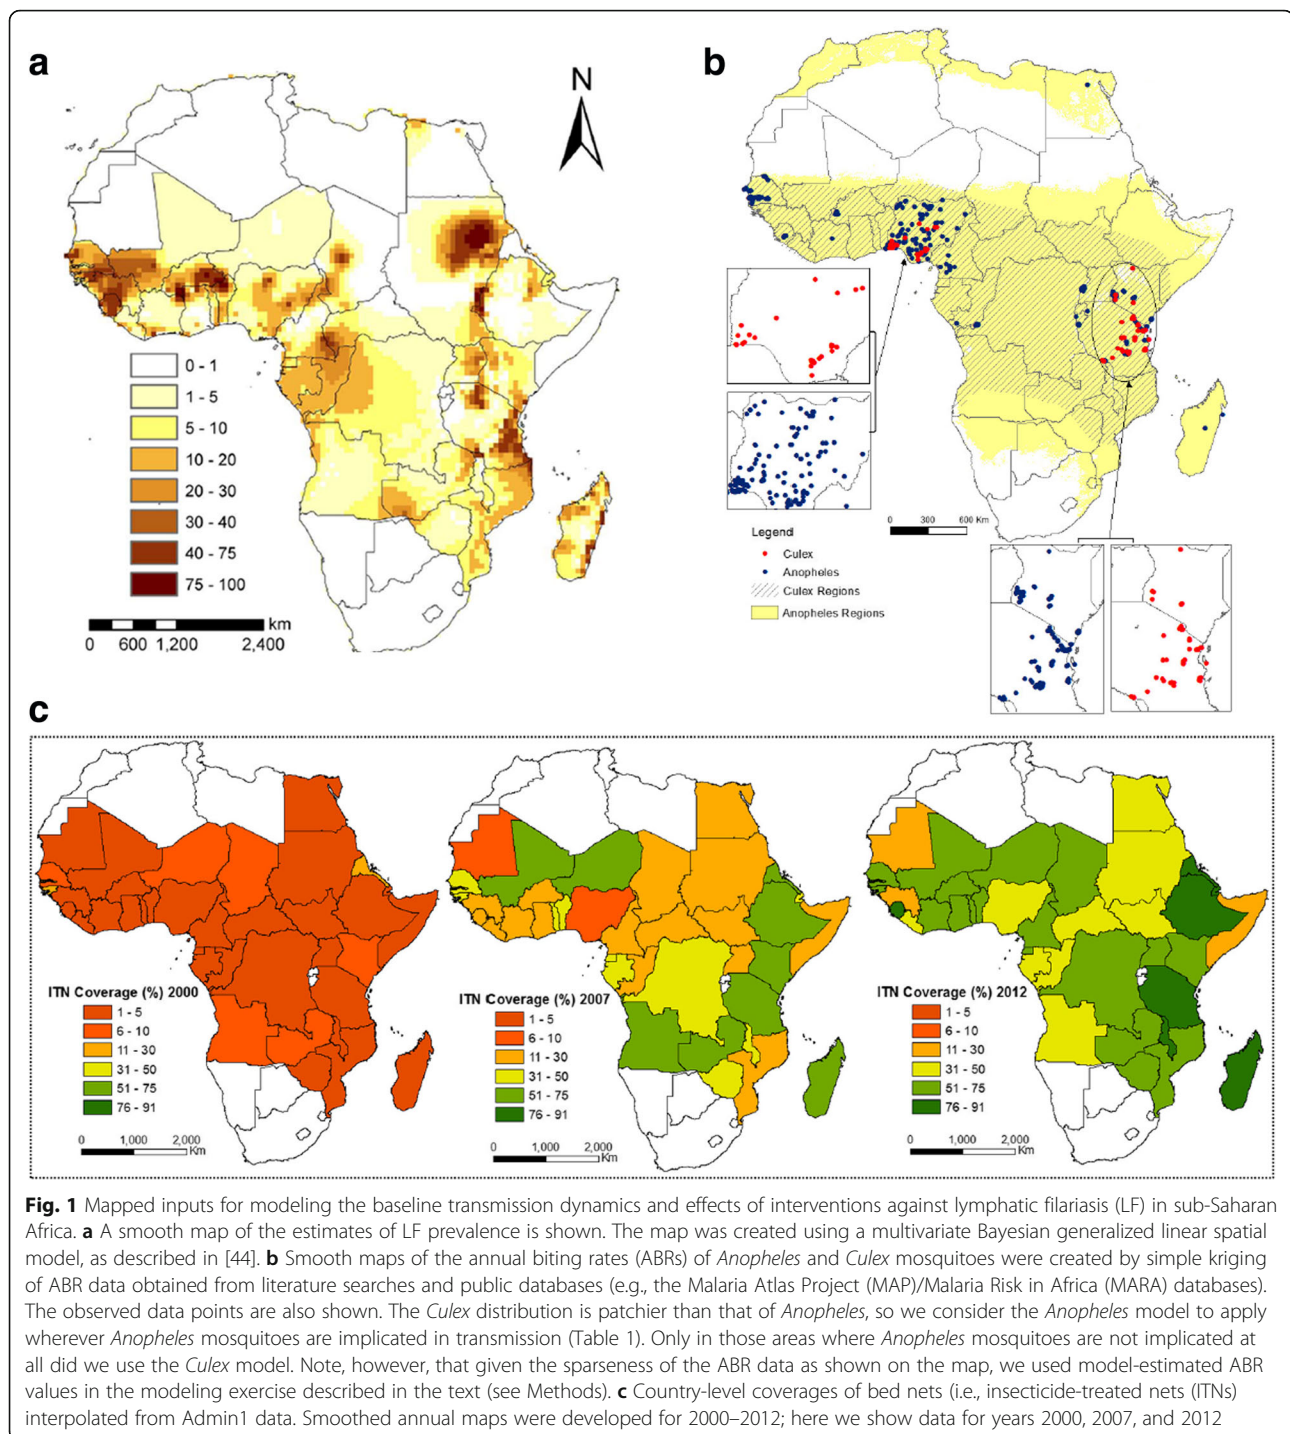 a
N
0 - 1
1 - 5
5 - 10
10 - 20
20 - 30
30 - 40
40 - 75
75 - 100
km
0 600 1,200 2,400
b
0 300 600 Km
Legend
Culex
Anopheles
Culex Regions
Anopheles Regions
c
ITN Coverage (%) 2000
1 - 5
6 - 10
11 - 30
31 - 50
51 - 75
76 - 91
0 1,000 2,000
Km
ITN Coverage (%) 2007
1 - 5
6 - 10
11 - 30
31 - 50
51 - 75
76 - 91
0 1,000 2,000
Km
ITN Coverage (%) 2012
1 - 5
6 - 10
11 - 30
31 - 50
51 - 75
76 - 91
0 1,000 2,000
Km
Fig. 1 Mapped inputs for modeling the baseline transmission dynamics and effects of interventions against lymphatic filariasis (LF) in sub-Saharan
Africa. a A smooth map of the estimates of LF prevalence is shown. The map was created using a multivariate Bayesian generalized linear spatial
model, as described in [44]. b Smooth maps of the annual biting rates (ABRs) of Anopheles and Culex mosquitoes were created by simple kriging
of ABR data obtained from literature searches and public databases (e.g., the Malaria Atlas Project (MAP)/Malaria Risk in Africa (MARA) databases).
The observed data points are also shown. The Culex distribution is patchier than that of Anopheles, so we consider the Anopheles model to apply
wherever Anopheles mosquitoes are implicated in transmission (Table 1). Only in those areas where Anopheles mosquitoes are not implicated at
all did we use the Culex model. Note, however, that given the sparseness of the ABR data as shown on the map, we used model-estimated ABR
values in the modeling exercise described in the text (see Methods). c Country-level coverages of bed nets (i.e., insecticide-treated nets (ITNs)
interpolated from Admin1 data. Smoothed annual maps were developed for 2000–2012; here we show data for years 2000, 2007, and 2012